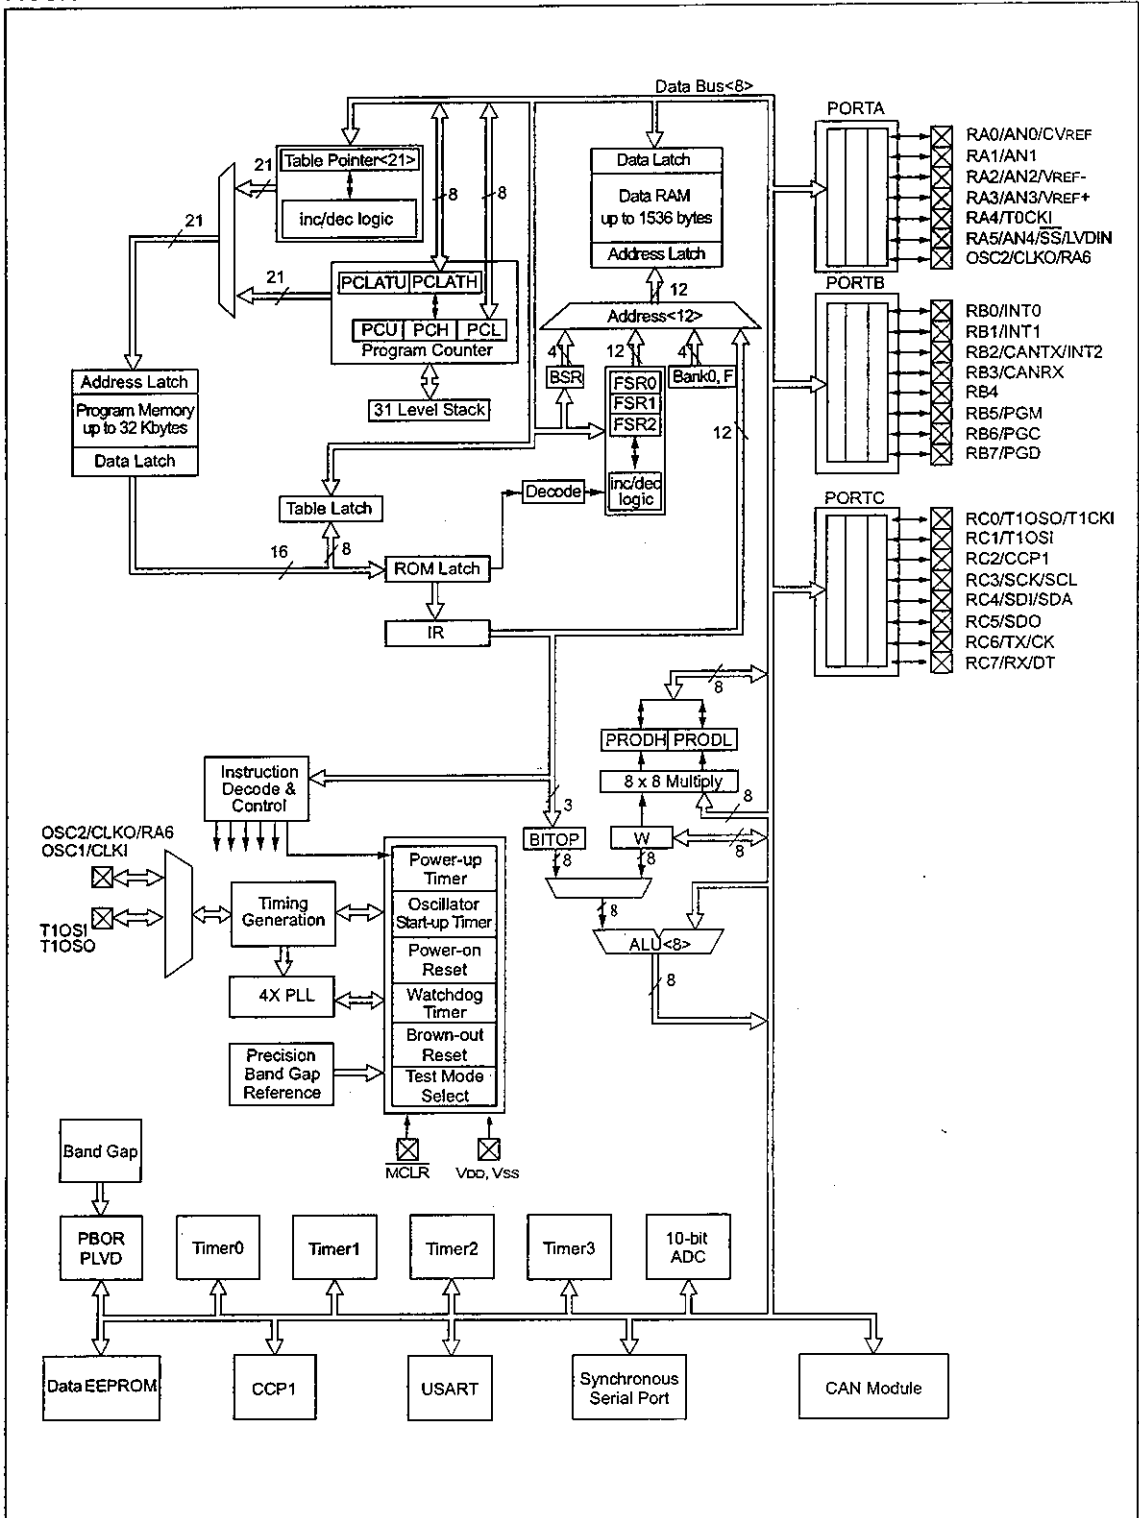 Data Bus<8>
PORTA
RA0/AN0/CVREF
RA1/AN1
RA2/AN2/VREF-
RA3/AN3/VREF+
RA4/T0CKI
RA5/AN4/SS/LVDIN
OSC2/CLKO/RA6
PORTB
RB0/INT0
RB1/INT1
RB2/CANTX/INT2
RB3/CANRX
RB4
RB5/PGM
RB6/PGC
RB7/PGD
PORTC
RC0/T1OSO/T1CKI
RC1/T1OSI
RC2/CCP1
RC3/SCK/SCL
RC4/SDI/SDA
RC5/SDO
RC6/TX/CK
RC7/RX/DT
21
Table Pointer<21>
inc/dec logic
8
8
21
21
PCLATU PCLATH
PCU PCH PCL
Program Counter
31 Level Stack
Data Latch
Data RAM
up to 1536 bytes
Address Latch
12
Address<12>
4
12
4
BSR
FSR0
FSR1
FSR2
Bank0, F
12
inc/dec
logic
Decode
Address Latch
Program Memory
up to 32 Kbytes
Data Latch
Table Latch
16
8
ROM Latch
IR
8
PRODH PRODL
8 x 8 Multiply
8
3
BITOP
W
8
8
8
8
ALU<8>
8
Instruction
Decode &
Control
OSC2/CLKO/RA6
OSC1/CLKI
T1OSI
T1OSO
Timing
Generation
4X PLL
Precision
Band Gap
Reference
Power-up
Timer
Oscillator
Start-up Timer
Power-on
Reset
Watchdog
Timer
Brown-out
Reset
Test Mode
Select
MCLR
VDD, VSS
Band Gap
PBOR
PLVD
Timer0
Timer1
Timer2
Timer3
10-bit
ADC
Data EEPROM
CCP1
USART
Synchronous
Serial Port
CAN Module